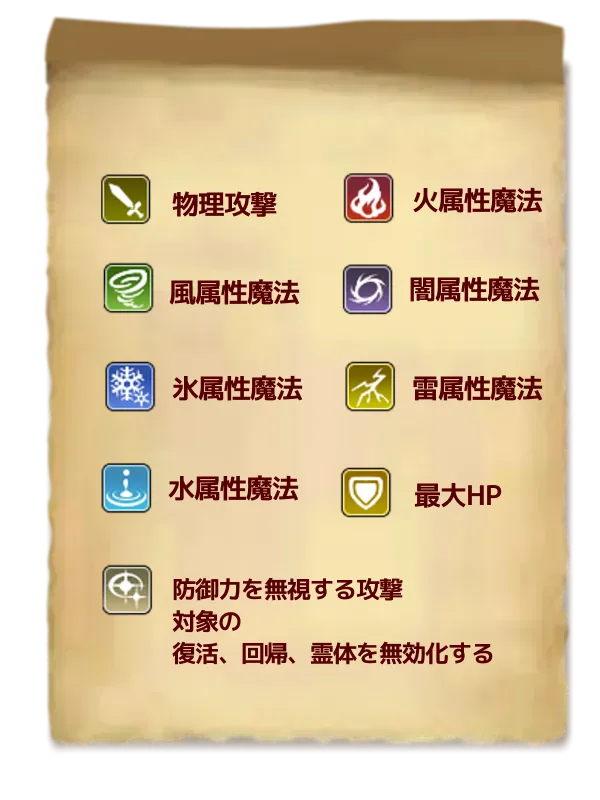 物理攻撃
火属性魔法
風属性魔法
闇属性魔法
氷属性魔法
雷属性魔法
水属性魔法
最大HP
防御力を無視する攻撃
対象の
復活、回帰、霊体を無効化する